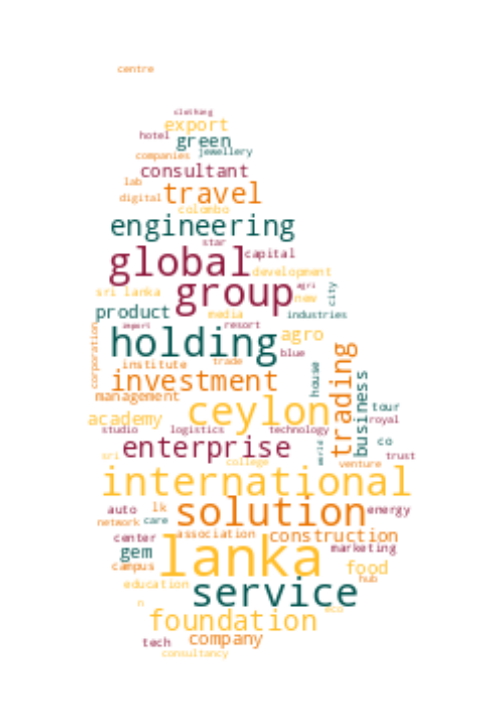 centre
clothing
export
hotel green
companies jewellery
consultant
lab travel
digital
colombo
engineering
star
global capital
development
group agri
sri lanka new city
product media industries
import resort
holding agro
blue
corporation institute trade house trading
investment
management business
academy ceylon tour
royal
studio logistics technology
enterprise world co
trust
sri college venture
international
auto lk solution energy
network care
association construction
center marketing
gem lanka
campus food
hub
education service
n eco
foundation
tech company
consultancy